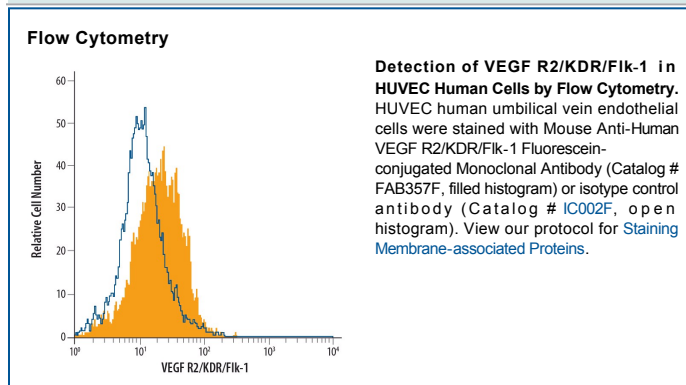 Flow Cytometry
60
50
40
30
20
10
0
Relative Cell Number
10⁰
10¹
10²
10³
10⁴
VEGF R2/KDR/Flk-1
Detection of VEGF R2/KDR/Flk-1 in
HUVEC Human Cells by Flow Cytometry.
HUVEC human umbilical vein endothelial
cells were stained with Mouse Anti-Human
VEGF R2/KDR/Flk-1 Fluorescein-
conjugated Monoclonal Antibody (Catalog #
FAB357F, filled histogram) or isotype control
antibody (Catalog # IC002F, open
histogram). View our protocol for Staining
Membrane-associated Proteins.